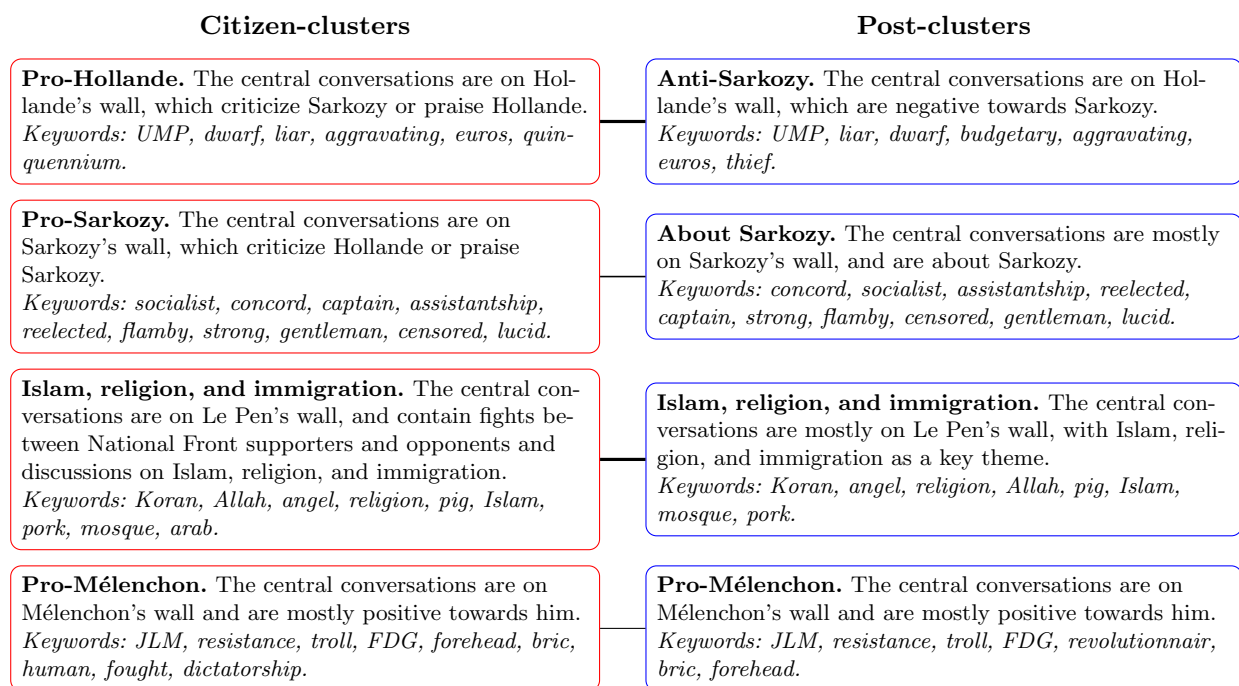 Citizen-clusters
Post-clusters
Pro-Hollande. The central conversations are on Hol-
lande's wall, which criticize Sarkozy or praise Hollande.
Keywords: UMP, dwarf, liar, aggravating, euros, quin-
quennium.
Anti-Sarkozy. The central conversations are on Hol-
lande's wall, which are negative towards Sarkozy.
Keywords: UMP, liar, dwarf, budgetary, aggravating,
euros, thief.
Pro-Sarkozy. The central conversations are on
Sarkozy's wall, which criticize Hollande or praise
Sarkozy.
Keywords: socialist, concord, captain, assistantship,
reelected, flamby, strong, gentleman, censored, lucid.
About Sarkozy. The central conversations are mostly
on Sarkozy's wall, and are about Sarkozy.
Keywords: concord, socialist, assistantship, reelected,
captain, strong, flamby, censored, gentleman, lucid.
Islam, religion, and immigration. The central con-
versations are on Le Pen's wall, and contain fights be-
tween National Front supporters and opponents and
discussions on Islam, religion, and immigration.
Keywords: Koran, Allah, angel, religion, pig, Islam,
pork, mosque, arab.
Islam, religion, and immigration. The central con-
versations are mostly on Le Pen's wall, with Islam, reli-
gion, and immigration as a key theme.
Keywords: Koran, angel, religion, Allah, pig, Islam,
mosque, pork.
Pro-Mélenchon. The central conversations are on
Mélenchon's wall and are mostly positive towards him.
Keywords: JLM, resistance, troll, FDG, forehead, bric,
human, fought, dictatorship.
Pro-Mélenchon. The central conversations are on
Mélenchon's wall and are mostly positive towards him.
Keywords: JLM, resistance, troll, FDG, revolutionnair,
bric, forehead.